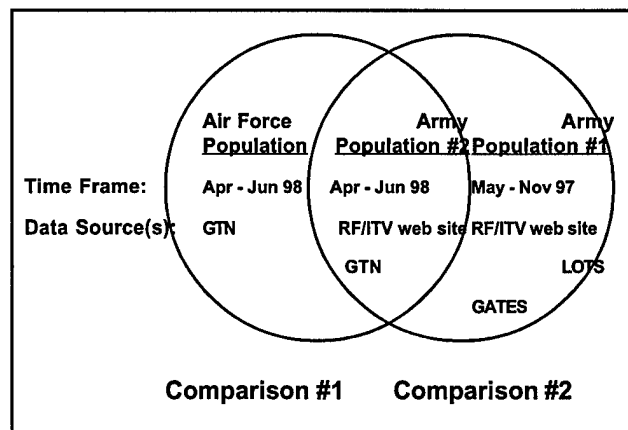 Air Force Army Army
Population Population #2 Population #1
Time Frame: Apr - Jun 98 Apr - Jun 98 May - Nov 97
Data Source(s): GTN RF/ITV web site RF/ITV web site
GTN LOTS
GATES
Comparison #1 Comparison #2